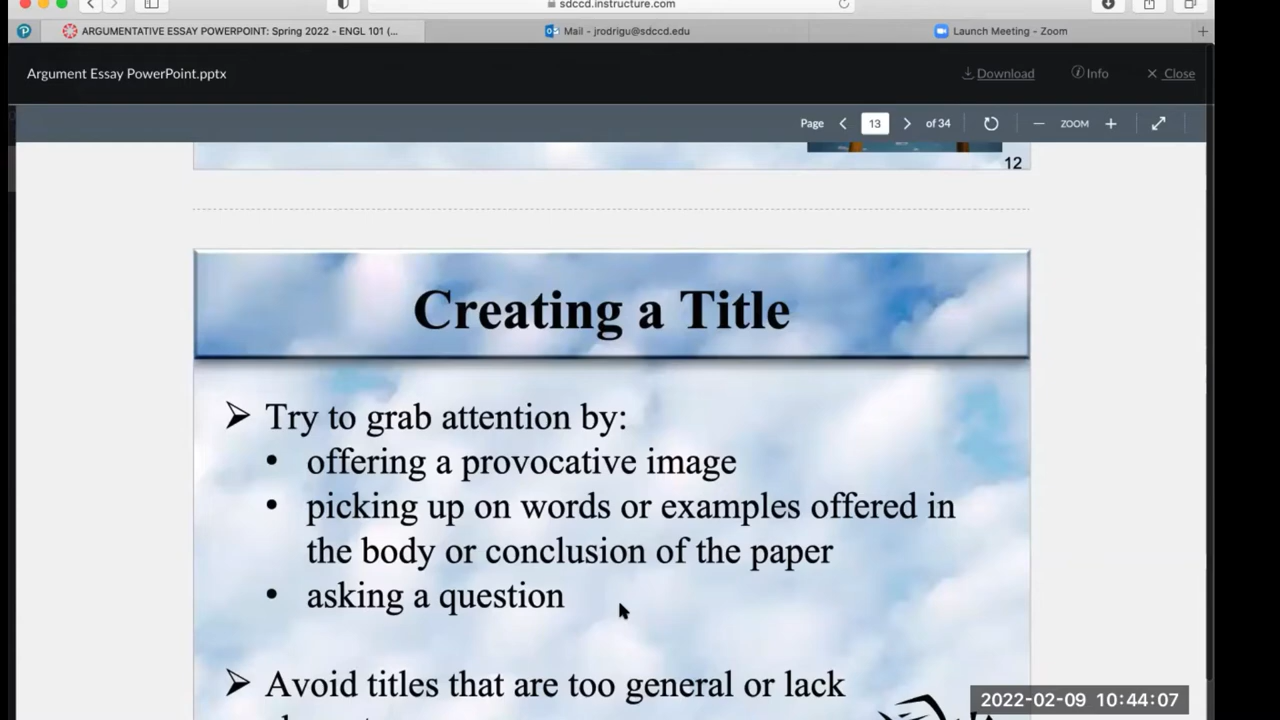 sdccd.instructure.com
ARGUMENTATIVE ESSAY POWERPOINT: Spring 2022 - ENGL 101 (...
Mail - jrodrigu@sdccd.edu
Launch Meeting - Zoom
Argument Essay PowerPoint.pptx
Download
Info
Close
Page 13 of 34
ZOOM
12
Creating a Title
➢ Try to grab attention by:
• offering a provocative image
• picking up on words or examples offered in
the body or conclusion of the paper
• asking a question
➢ Avoid titles that are too general or lack
2022-02-09 10:44:07